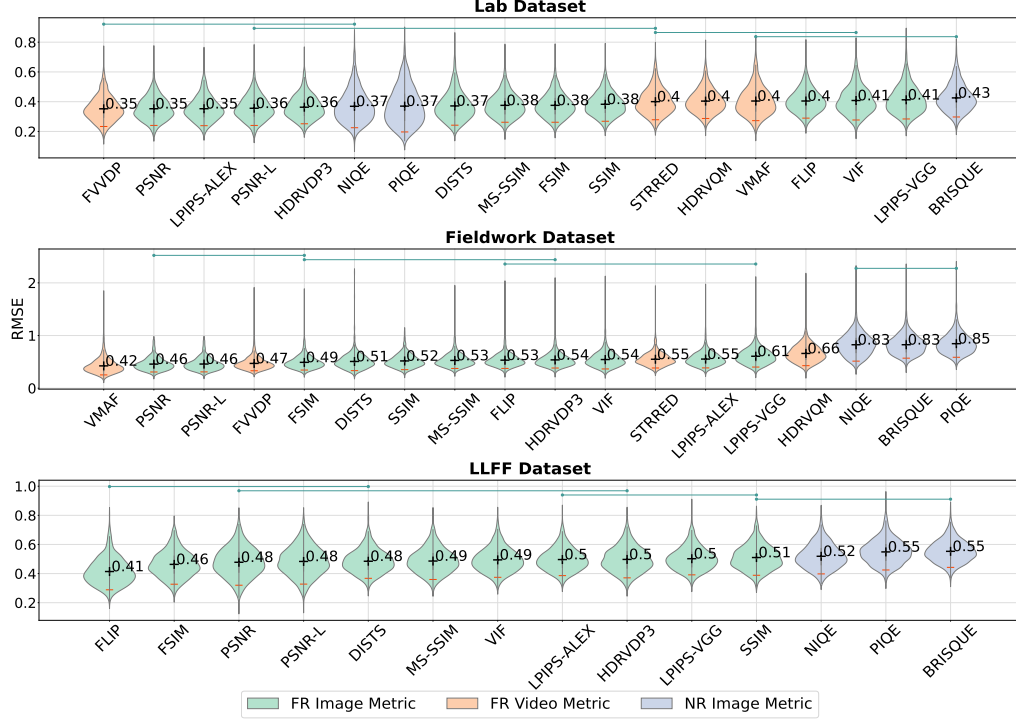 Lab Dataset
0.8
0.6
0.4
0.2
0.35 0.35 0.35 0.36 0.36 0.37 0.37 0.37 0.38 0.38 0.38 0.4 0.4 0.4 0.4 0.41 0.41 0.43
FVVDP PSNR LPIPS-ALEX PSNR-L HDRVDP3 NIQE PIQE DISTS MS-SSIM FSIM SSIM STRRED HDRVQM VMAF FLIP VIF LPIPS-VGG BRISQUE
Fieldwork Dataset
RMSE
2
1
0
0.42 0.46 0.46 0.47 0.49 0.51 0.52 0.53 0.53 0.54 0.54 0.55 0.55 0.61 0.66 0.83 0.83 0.85
VMAF PSNR PSNR-L FVVDP FSIM DISTS SSIM MS-SSIM FLIP HDRVDP3 VIF STRRED LPIPS-ALEX LPIPS-VGG HDRVQM NIQE BRISQUE PIQE
LLFF Dataset
1.0
0.8
0.6
0.4
0.2
0.41 0.46 0.48 0.48 0.48 0.49 0.49 0.5 0.5 0.5 0.51 0.52 0.55 0.55
FLIP FSIM PSNR PSNR-L DISTS MS-SSIM VIF LPIPS-ALEX HDRVDP3 LPIPS-VGG SSIM NIQE PIQE BRISQUE
FR Image Metric FR Video Metric NR Image Metric